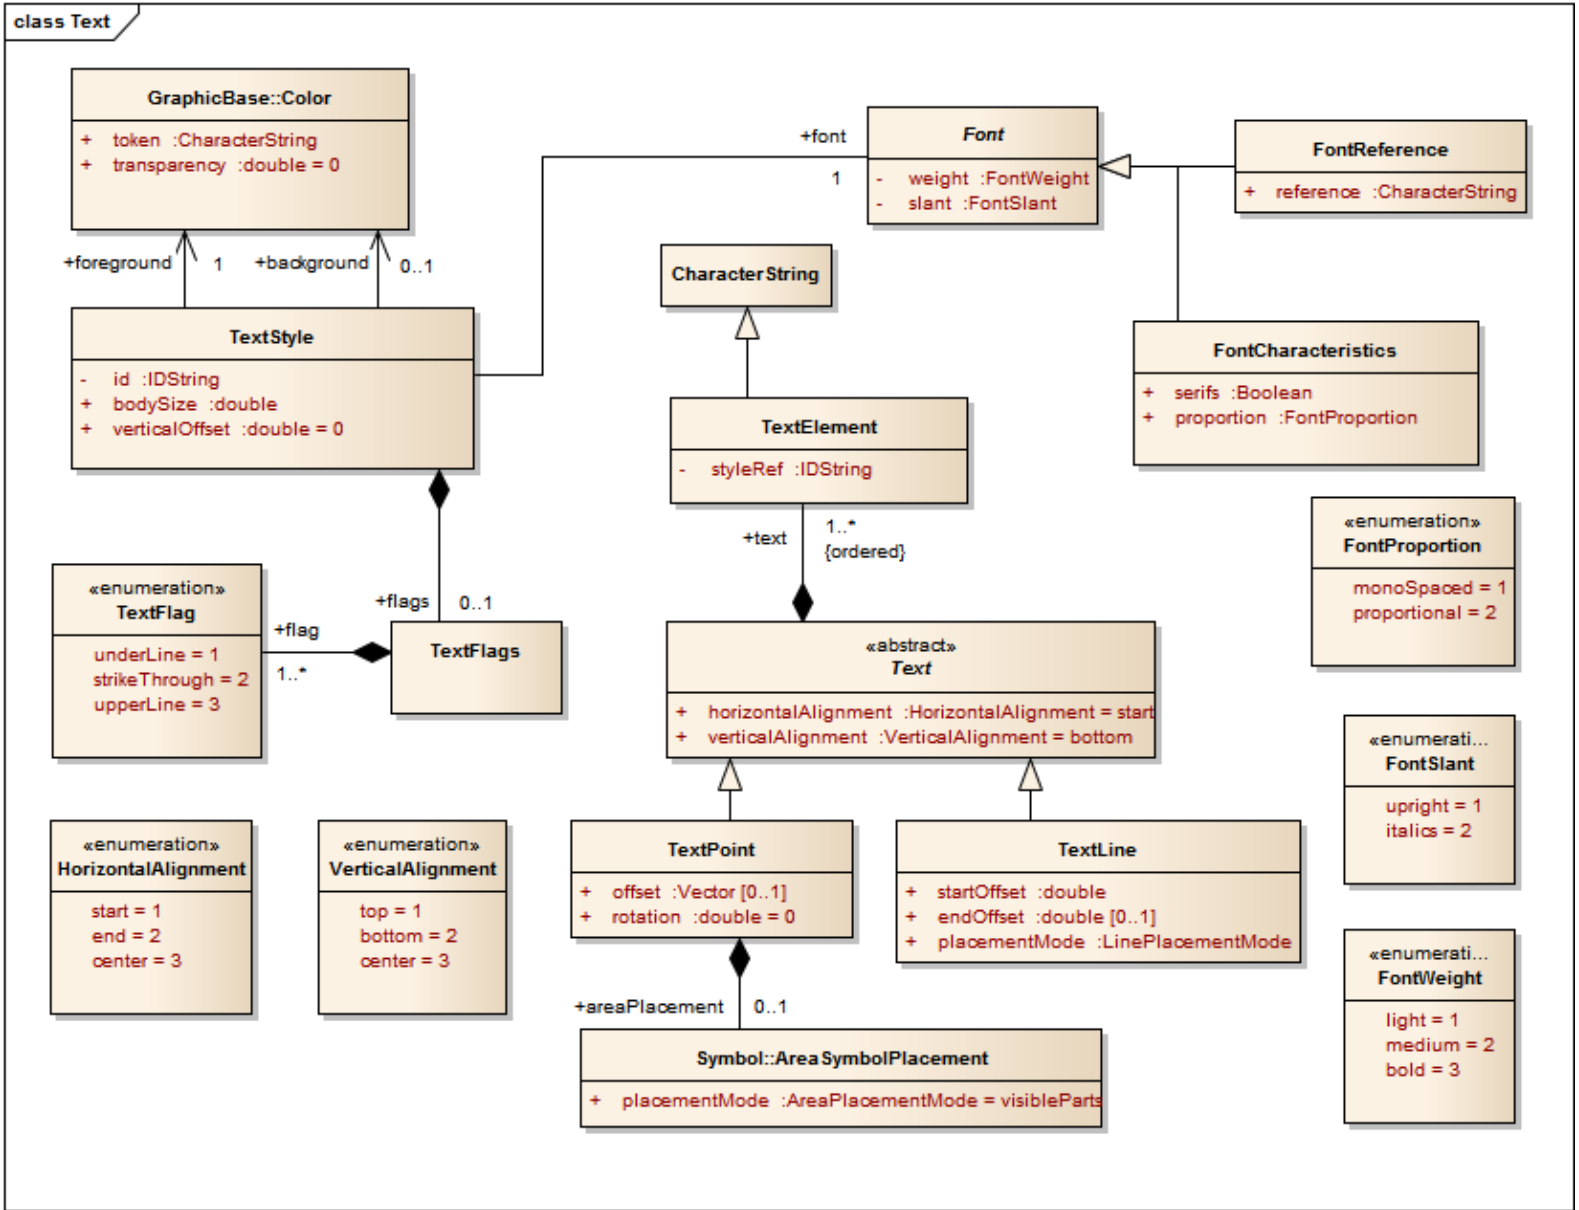 class Text
GraphicBase::Color
+ token :CharacterString
+ transparency :double = 0
+foreground 1
+background 0..1
TextStyle
- id :IDString
+ bodySize :double
+ verticalOffset :double = 0
+font
1
Font
- weight :FontWeight
- slant :FontSlant
FontReference
+ reference :CharacterString
CharacterString
FontCharacteristics
+ serifs :Boolean
+ proportion :FontProportion
TextElement
- styleRef :IDString
+text
1..*
{ordered}
«enumeration»
FontProportion
monoSpaced = 1
proportional = 2
«enumeration»
TextFlag
underLine = 1
strikeThrough = 2
upperLine = 3
+flag
1..*
+flags 0..1
TextFlags
«abstract»
Text
+ horizontalAlignment :HorizontalAlignment = start
+ verticalAlignment :VerticalAlignment = bottom
«enumerati...
FontSlant
upright = 1
italics = 2
«enumeration»
HorizontalAlignment
start = 1
end = 2
center = 3
«enumeration»
VerticalAlignment
top = 1
bottom = 2
center = 3
TextPoint
+ offset :Vector [0..1]
+ rotation :double = 0
TextLine
+ startOffset :double
+ endOffset :double [0..1]
+ placementMode :LinePlacementMode
«enumerati...
FontWeight
light = 1
medium = 2
bold = 3
+areaPlacement 0..1
Symbol::AreaSymbolPlacement
+ placementMode :AreaPlacementMode = visibleParts